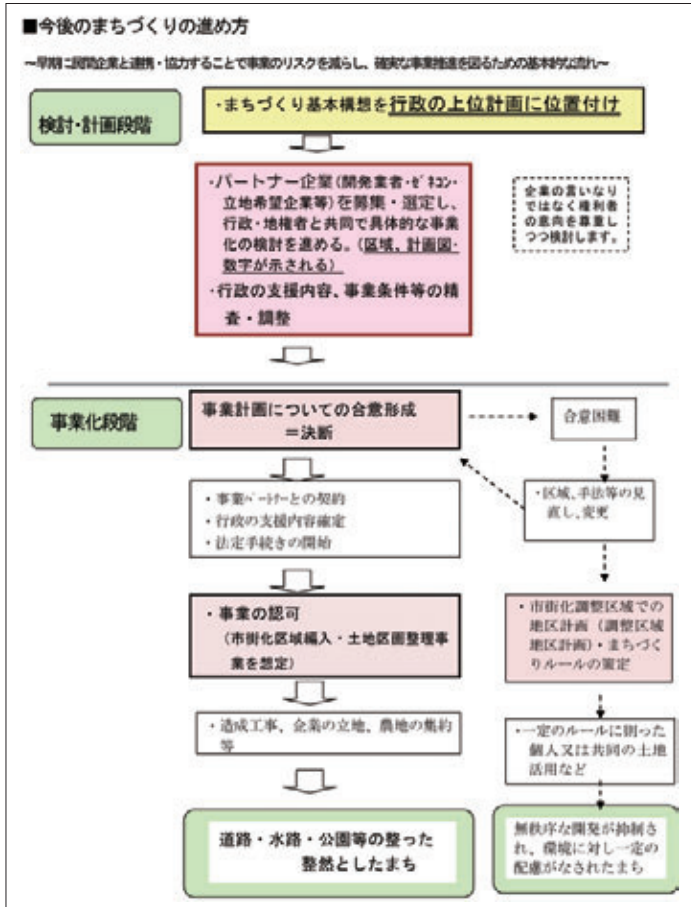 ■今後のまちづくりの進め方
～早期に民間企業と連携・協力することで事業のリスクを減らし、確実な事業推進を図るための基本的な流れ～
検討・計画段階
・まちづくり基本構想を行政の上位計画に位置付け
・パートナー企業(開発業者・ｾﾞﾈｺﾝ・
立地希望企業等)を募集・選定し、
行政・地権者と共同で具体的な事業
化の検討を進める。(区域、計画図・
数字が示される)
・行政の支援内容、事業条件等の精
査・調整
企業の言いなり
ではなく権利者
の意向を尊重し
つつ検討します。
事業化段階
事業計画についての合意形成
＝決断
合意困難
・事業ﾊﾟｰﾄﾅｰとの契約
・行政の支援内容確定
・法定手続きの開始
・区域、手法等の見
直し、変更
・事業の認可
(市街化区域編入・土地区画整理事
業を想定)
・市街化調整区域での
地区計画（調整区域
地区計画）・まちづく
りルールの策定
・造成工事、企業の立地、農地の集約
等
・一定のルールに則った
個人又は共同の土地
活用など
道路・水路・公園等の整った
整然としたまち
無秩序な開発が抑制さ
れ、環境に対し一定の
配慮がなされたまち